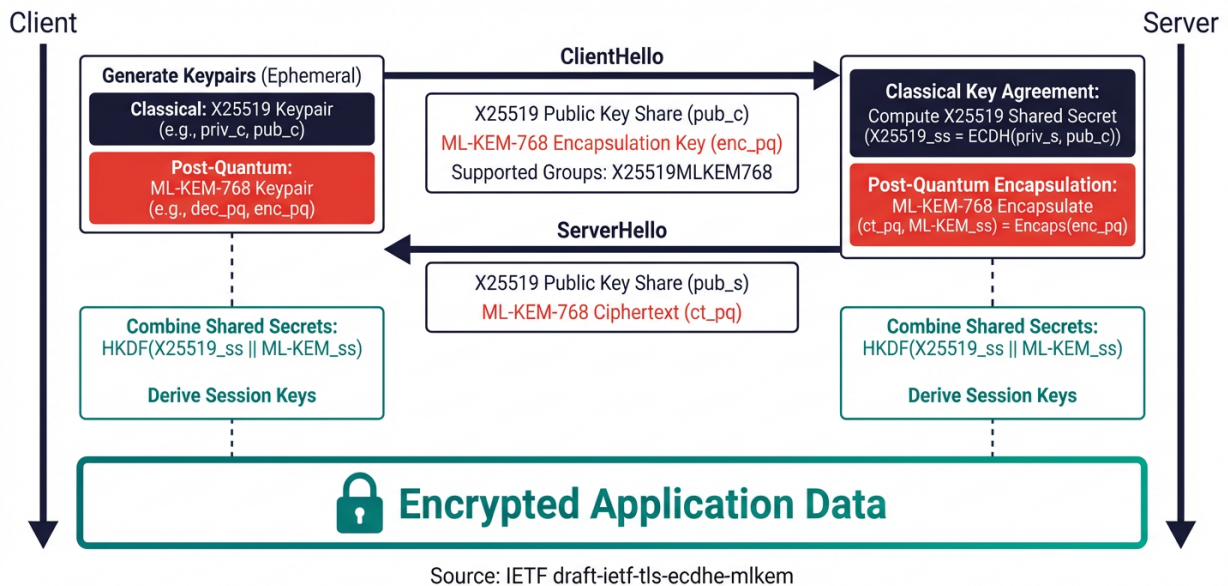 Client
Server
Generate Keypairs (Ephemeral)
Classical: X25519 Keypair
(e.g., priv_c, pub_c)
Post-Quantum:
ML-KEM-768 Keypair
(e.g., dec_pq, enc_pq)
ClientHello
X25519 Public Key Share (pub_c)
ML-KEM-768 Encapsulation Key (enc_pq)
Supported Groups: X25519MLKEM768
Classical Key Agreement:
Compute X25519 Shared Secret
(X25519_ss = ECDH(priv_s, pub_c))
Post-Quantum Encapsulation:
ML-KEM-768 Encapsulate
(ct_pq, ML-KEM_ss) = Encaps(enc_pq)
ServerHello
X25519 Public Key Share (pub_s)
ML-KEM-768 Ciphertext (ct_pq)
Combine Shared Secrets:
HKDF(X25519_ss || ML-KEM_ss)
Derive Session Keys
Combine Shared Secrets:
HKDF(X25519_ss || ML-KEM_ss)
Derive Session Keys
Encrypted Application Data
Source: IETF draft-ietf-tls-ecdhe-mlkem